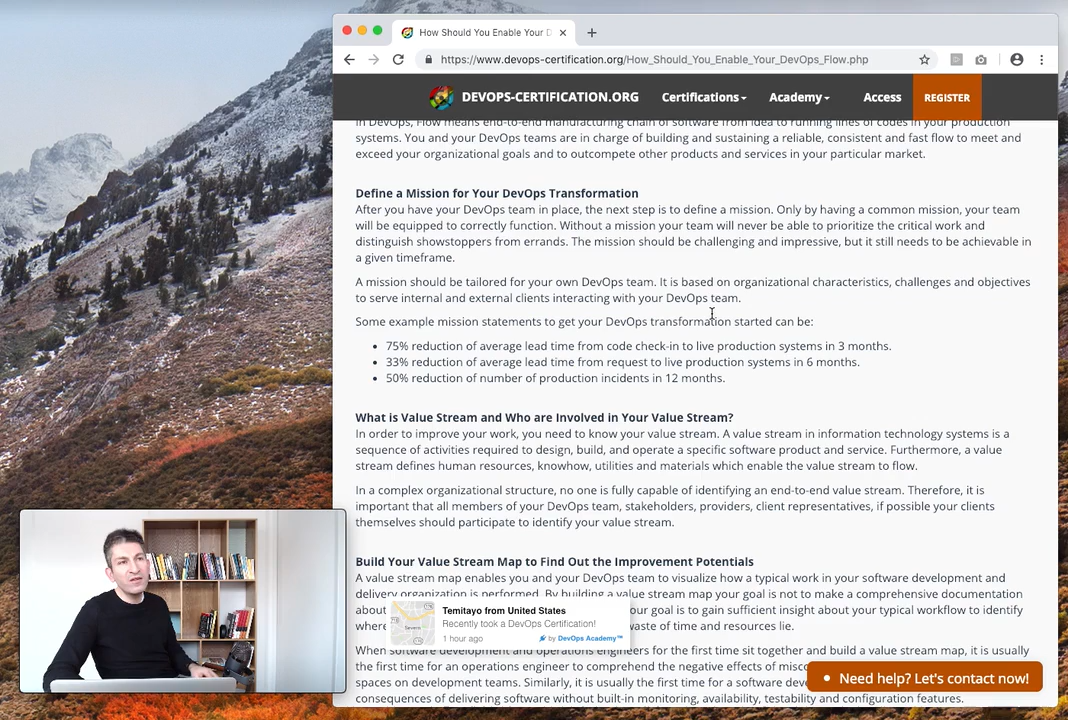 How Should You Enable Your D
https://www.devops-certification.org/How_Should_You_Enable_Your_DevOps_Flow.php
DEVOPS-CERTIFICATION.ORG Certifications Academy Access REGISTER
In DevOps, Flow means end-to-end manufacturing chain of software from idea to running lines of codes in your production
systems. You and your DevOps teams are in charge of building and sustaining a reliable, consistent and fast flow to meet and
exceed your organizational goals and to outcompete other products and services in your particular market.
Define a Mission for Your DevOps Transformation
After you have your DevOps team in place, the next step is to define a mission. Only by having a common mission, your team
will be equipped to correctly function. Without a mission your team will never be able to prioritize the critical work and
distinguish showstoppers from errands. The mission should be challenging and impressive, but it still needs to be achievable in
a given timeframe.
A mission should be tailored for your own DevOps team. It is based on organizational characteristics, challenges and objectives
to serve internal and external clients interacting with your DevOps team.
Some example mission statements to get your DevOps transformation started can be:
• 75% reduction of average lead time from code check-in to live production systems in 3 months.
• 33% reduction of average lead time from request to live production systems in 6 months.
• 50% reduction of number of production incidents in 12 months.
What is Value Stream and Who are Involved in Your Value Stream?
In order to improve your work, you need to know your value stream. A value stream in information technology systems is a
sequence of activities required to design, build, and operate a specific software product and service. Furthermore, a value
stream defines human resources, knowhow, utilities and materials which enable the value stream to flow.
In a complex organizational structure, no one is fully capable of identifying an end-to-end value stream. Therefore, it is
important that all members of your DevOps team, stakeholders, providers, client representatives, if possible your clients
themselves should participate to identify your value stream.
Build Your Value Stream Map to Find Out the Improvement Potentials
A value stream map enables you and your DevOps team to visualize how a typical work in your software development and
delivery organization is performed. By building a value stream map your goal is not to make a comprehensive documentation
about your goal is to gain sufficient insight about your typical workflow to identify
where waste of time and resources lie.
Temitayo from United States
Recently took a DevOps Certification!
1 hour ago by DevOps Academy™
When software development and operations engineers for the first time sit together and build a value stream map, it is usually
the first time for an operations engineer to comprehend the negative effects of
spaces on development teams. Similarly, it is usually the first time for a software
consequences of delivering software without built-in monitoring, availability, testability and configuration features.
Need help? Let's contact now!